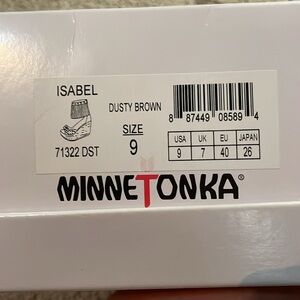 ISABEL
DUSTY BROWN
71322 DST
SIZE
9
8 87449 08589 4
USA UK EU JAPAN
9 7 40 26
MINNETONKA®